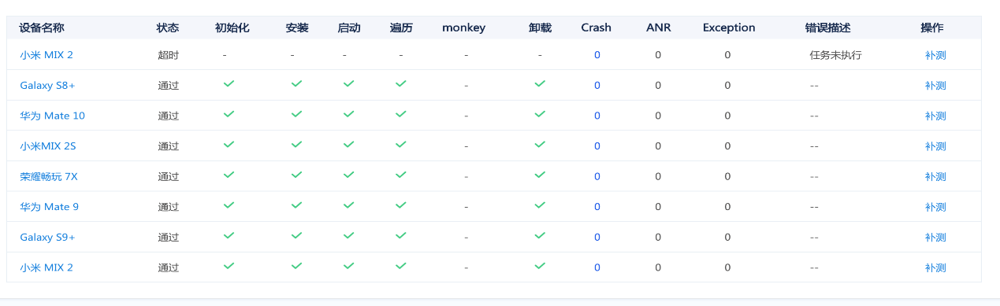 设备名称 状态 初始化 安装 启动 遍历 monkey 卸载 Crash ANR Exception 错误描述 操作
小米 MIX 2 超时 - - - - - - 0 0 0 任务未执行 补测
Galaxy S8+ 通过 - 0 0 0 -- 补测
华为 Mate 10 通过 - 0 0 0 -- 补测
小米MIX 2S 通过 - 0 0 0 -- 补测
荣耀畅玩 7X 通过 - 0 0 0 -- 补测
华为 Mate 9 通过 - 0 0 0 -- 补测
Galaxy S9+ 通过 - 0 0 0 -- 补测
小米 MIX 2 通过 - 0 0 0 -- 补测